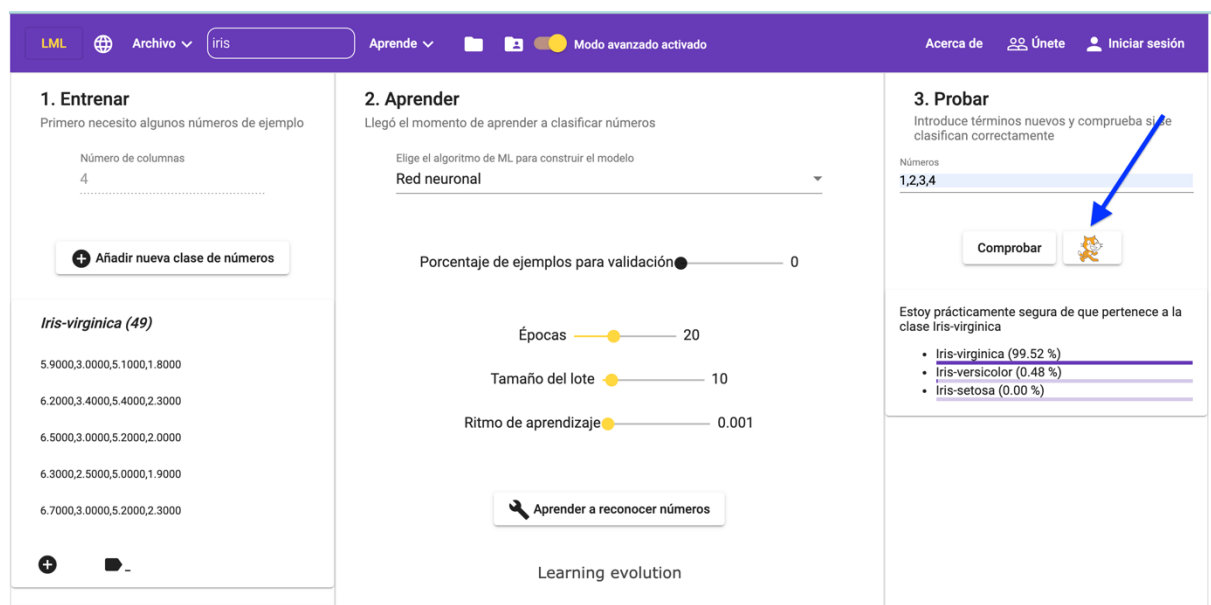 LML
Archivo
iris
Aprende
Modo avanzado activado
Acerca de
Únete
Iniciar sesión
1. Entrenar
Primero necesito algunos números de ejemplo
Número de columnas
4
Añadir nueva clase de números
Iris-virginica (49)
5.9000,3.0000,5.1000,1.8000
6.2000,3.4000,5.4000,2.3000
6.5000,3.0000,5.2000,2.0000
6.3000,2.5000,5.0000,1.9000
6.7000,3.0000,5.2000,2.3000
2. Aprender
Llegó el momento de aprender a clasificar números
Elige el algoritmo de ML para construir el modelo
Red neuronal
Porcentaje de ejemplos para validación 0
Épocas 20
Tamaño del lote 10
Ritmo de aprendizaje 0.001
Aprender a reconocer números
Learning evolution
3. Probar
Introduce términos nuevos y comprueba si se
clasifican correctamente
Números
1,2,3,4
Comprobar
Estoy prácticamente segura de que pertenece a la
clase Iris-virginica
• Iris-virginica (99.52 %)
• Iris-versicolor (0.48 %)
• Iris-setosa (0.00 %)